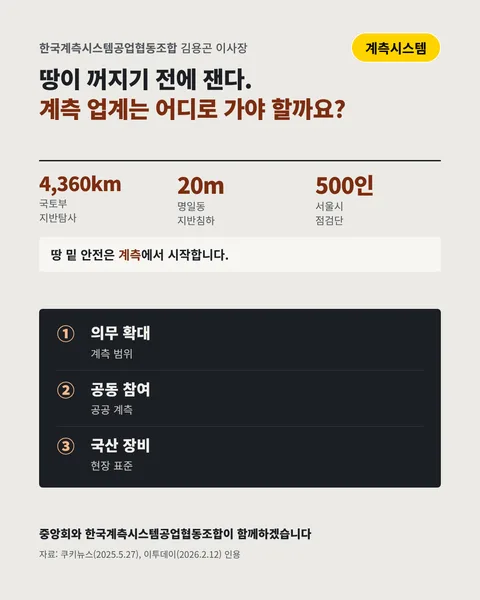 한국계측시스템공업협동조합 김용곤 이사장
계측시스템
땅이 꺼지기 전에 잰다.
계측 업계는 어디로 가야 할까요?
4,360km
국토부
지반탐사
20m
명일동
지반침하
500인
서울시
점검단
땅 밑 안전은 계측에서 시작합니다.
1 의무 확대
계측 범위
2 공동 참여
공공 계측
3 국산 장비
현장 표준
중앙회와 한국계측시스템공업협동조합이 함께하겠습니다
자료: 쿠키뉴스(2025.5.27), 이투데이(2026.2.12) 인용